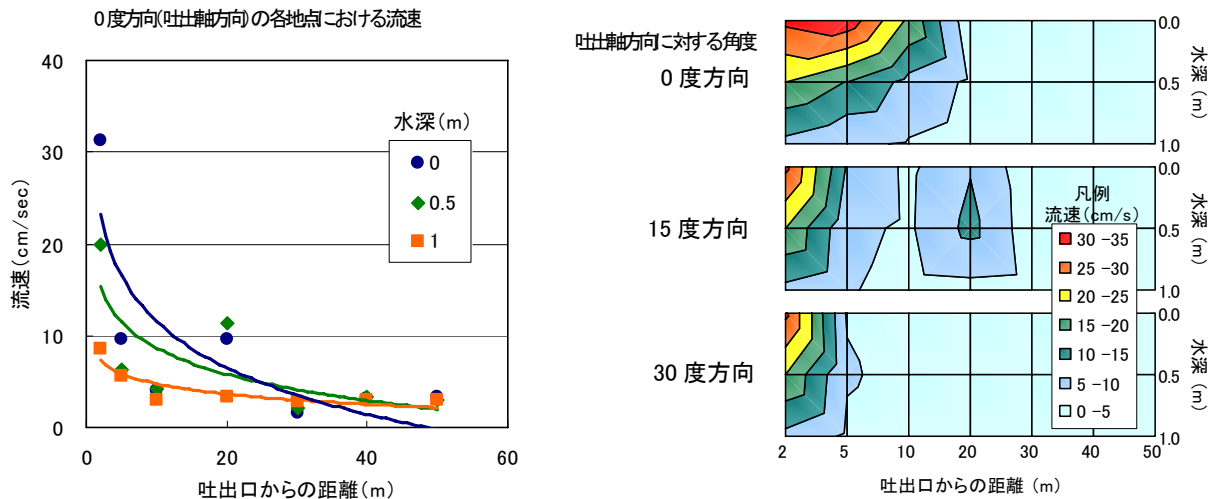 0度方向(吐出軸方向)の各地点における流速
40
30
20
10
0
流速(cm/sec)
0
20
40
60
吐出口からの距離(m)
水深(m)
0
0.5
1
吐出軸方向に対する角度
0度方向
0.0
0.5
1.0
水深(m)
15度方向
0.0
0.5
1.0
水深(m)
30度方向
0.0
0.5
1.0
水深(m)
凡例
流速(cm/s)
30-35
25-30
20-25
15-20
10-15
5-10
0-5
2
5
10
20
30
40
50
吐出口からの距離 (m)